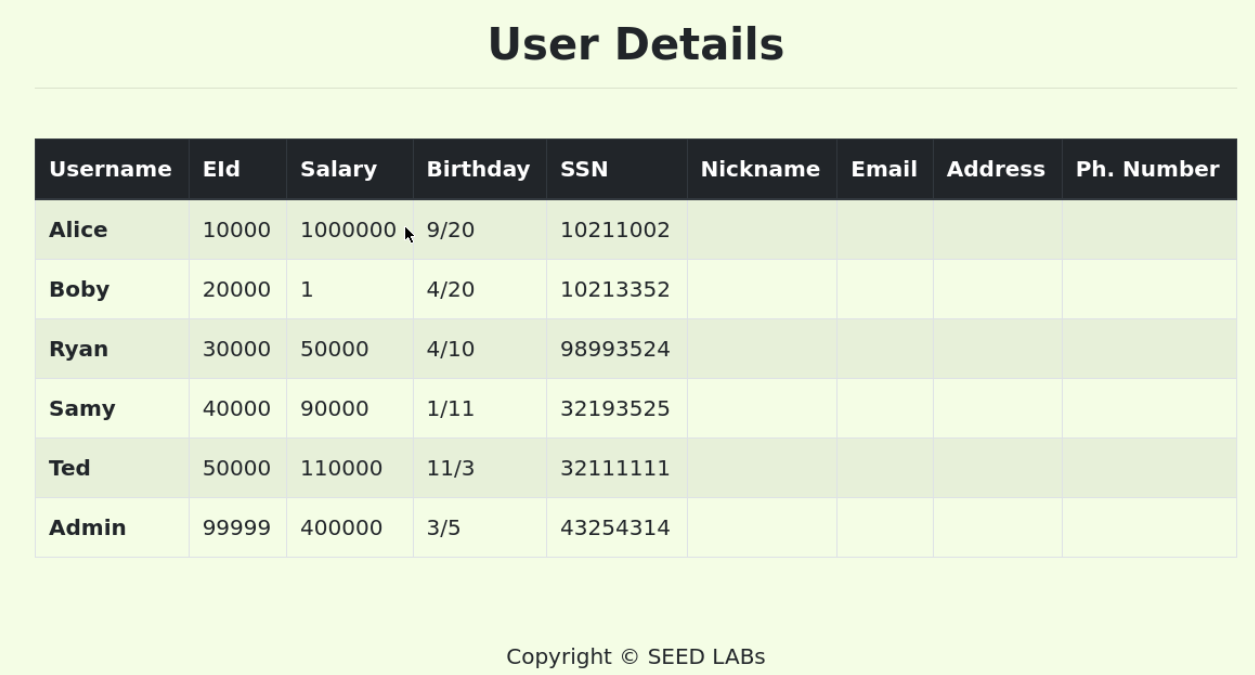 User Details
Username EId Salary Birthday SSN Nickname Email Address Ph. Number
Alice 10000 1000000 9/20 10211002
Boby 20000 1 4/20 10213352
Ryan 30000 50000 4/10 98993524
Samy 40000 90000 1/11 32193525
Ted 50000 110000 11/3 32111111
Admin 99999 400000 3/5 43254314
Copyright © SEED LABs